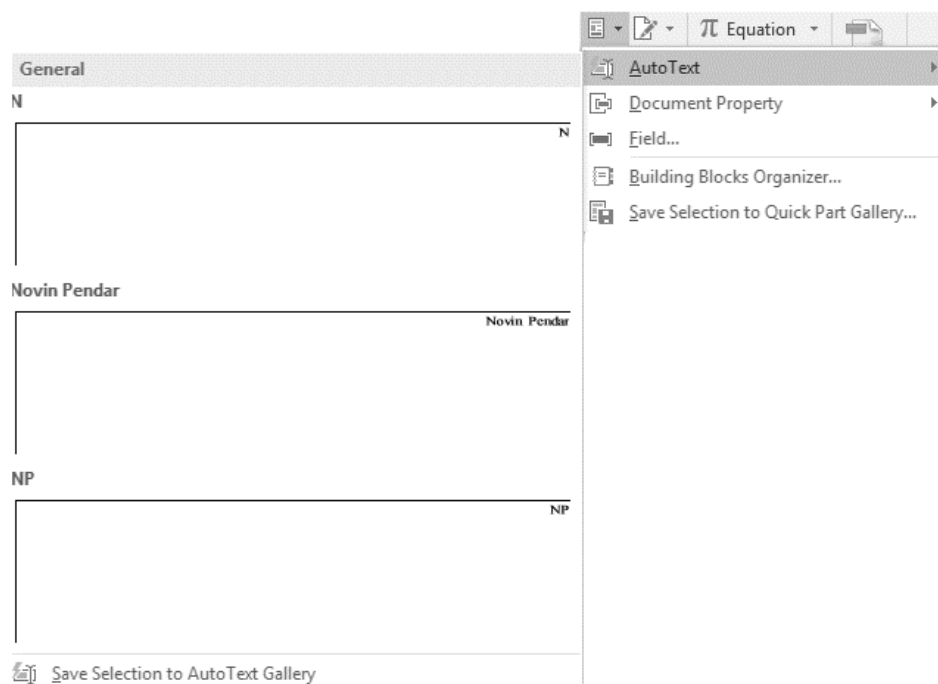 Equation
AutoText
Document Property
Field...
Building Blocks Organizer...
Save Selection to Quick Part Gallery...
General
N
N
Novin Pendar
Novin Pendar
NP
NP
Save Selection to AutoText Gallery